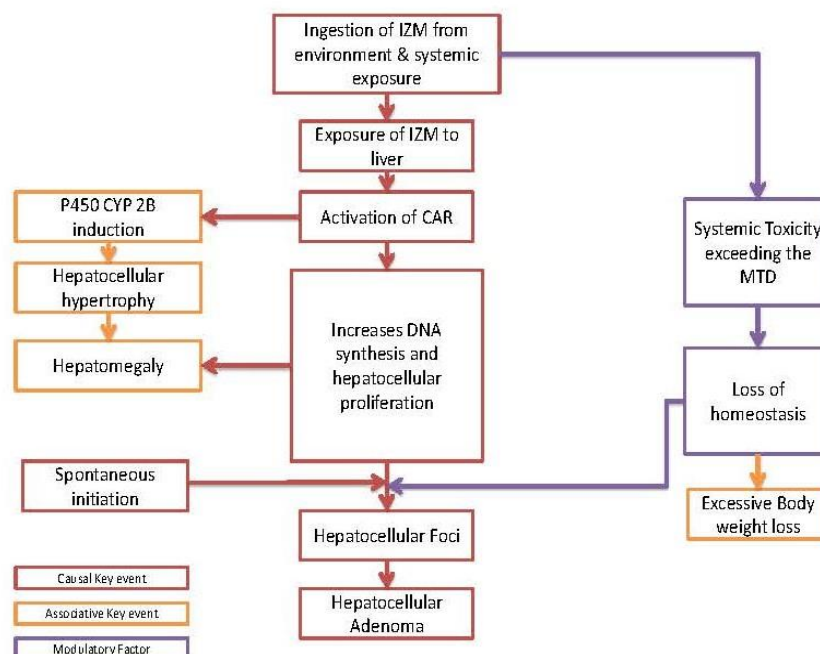 Ingestion of IZM from
environment & systemic
exposure
Exposure of IZM to
liver
P450 CYP 2B
induction
Activation of CAR
Systemic Toxicity
exceeding the
MTD
Hepatocellular
hypertrophy
Increases DNA
synthesis and
hepatocellular
proliferation
Hepatomegaly
Loss of
homeostasis
Spontaneous
initiation
Excessive Body
weight loss
Hepatocellular Foci
Hepatocellular
Adenoma
Causal Key event
Associative Key event
Modulatory Factor